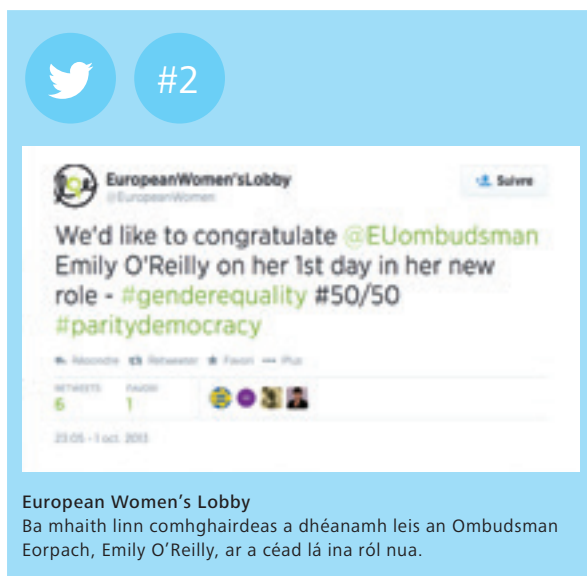 #2
EuropeanWomen'sLobby
@EuropeanWomen
Suivre
We'd like to congratulate @EUombudsman
Emily O'Reilly on her 1st day in her new
role - #genderequality #50/50
#paritydemocracy
Répondre Retweeter Favori Plus
RETWEETS FAVORI
6 1
23:05 - 1 oct. 2013
European Women’s Lobby
Ba mhaith linn comhghairdeas a dhéanamh leis an Ombudsman
Eorpach, Emily O’Reilly, ar a céad lá ina ról nua.